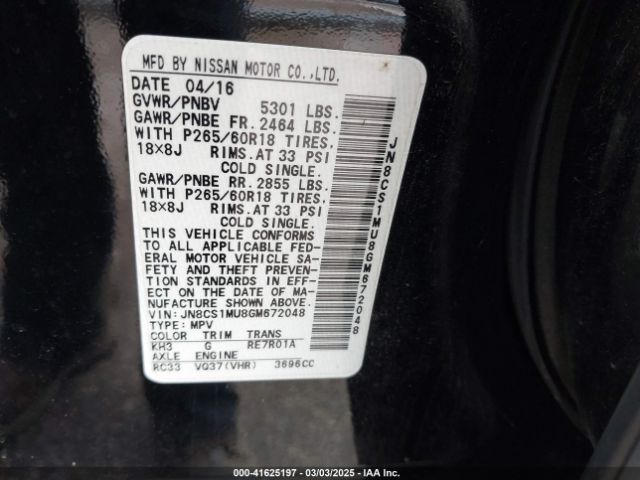 MFD BY NISSAN MOTOR CO.,LTD.
DATE 04/16
GVWR/PNBV 5301 LBS.
GAWR/PNBE FR. 2464 LBS.
WITH P265/60R18 TIRES.
18×8J RIMS.AT 33 PSI
COLD SINGLE.
GAWR/PNBE RR. 2855 LBS.
WITH P265/60R18 TIRES.
18×8J RIMS.AT 33 PSI
COLD SINGLE.
THIS VEHICLE CONFORMS
TO ALL APPLICABLE FED-
ERAL MOTOR VEHICLE SA-
FETY AND THEFT PREVEN-
TION STANDARDS IN EFF-
ECT ON THE DATE OF MA-
NUFACTURE SHOWN ABOVE.
VIN: JN8CS1MU8GM672048
TYPE: MPV
COLOR TRIM TRANS
KH3 G RE7R01A
AXLE ENGINE
RC33 VQ37(VHR) 3696CC
JN8CS1MU8GM672048
000-41625197 - 03/03/2025 - IAA Inc.